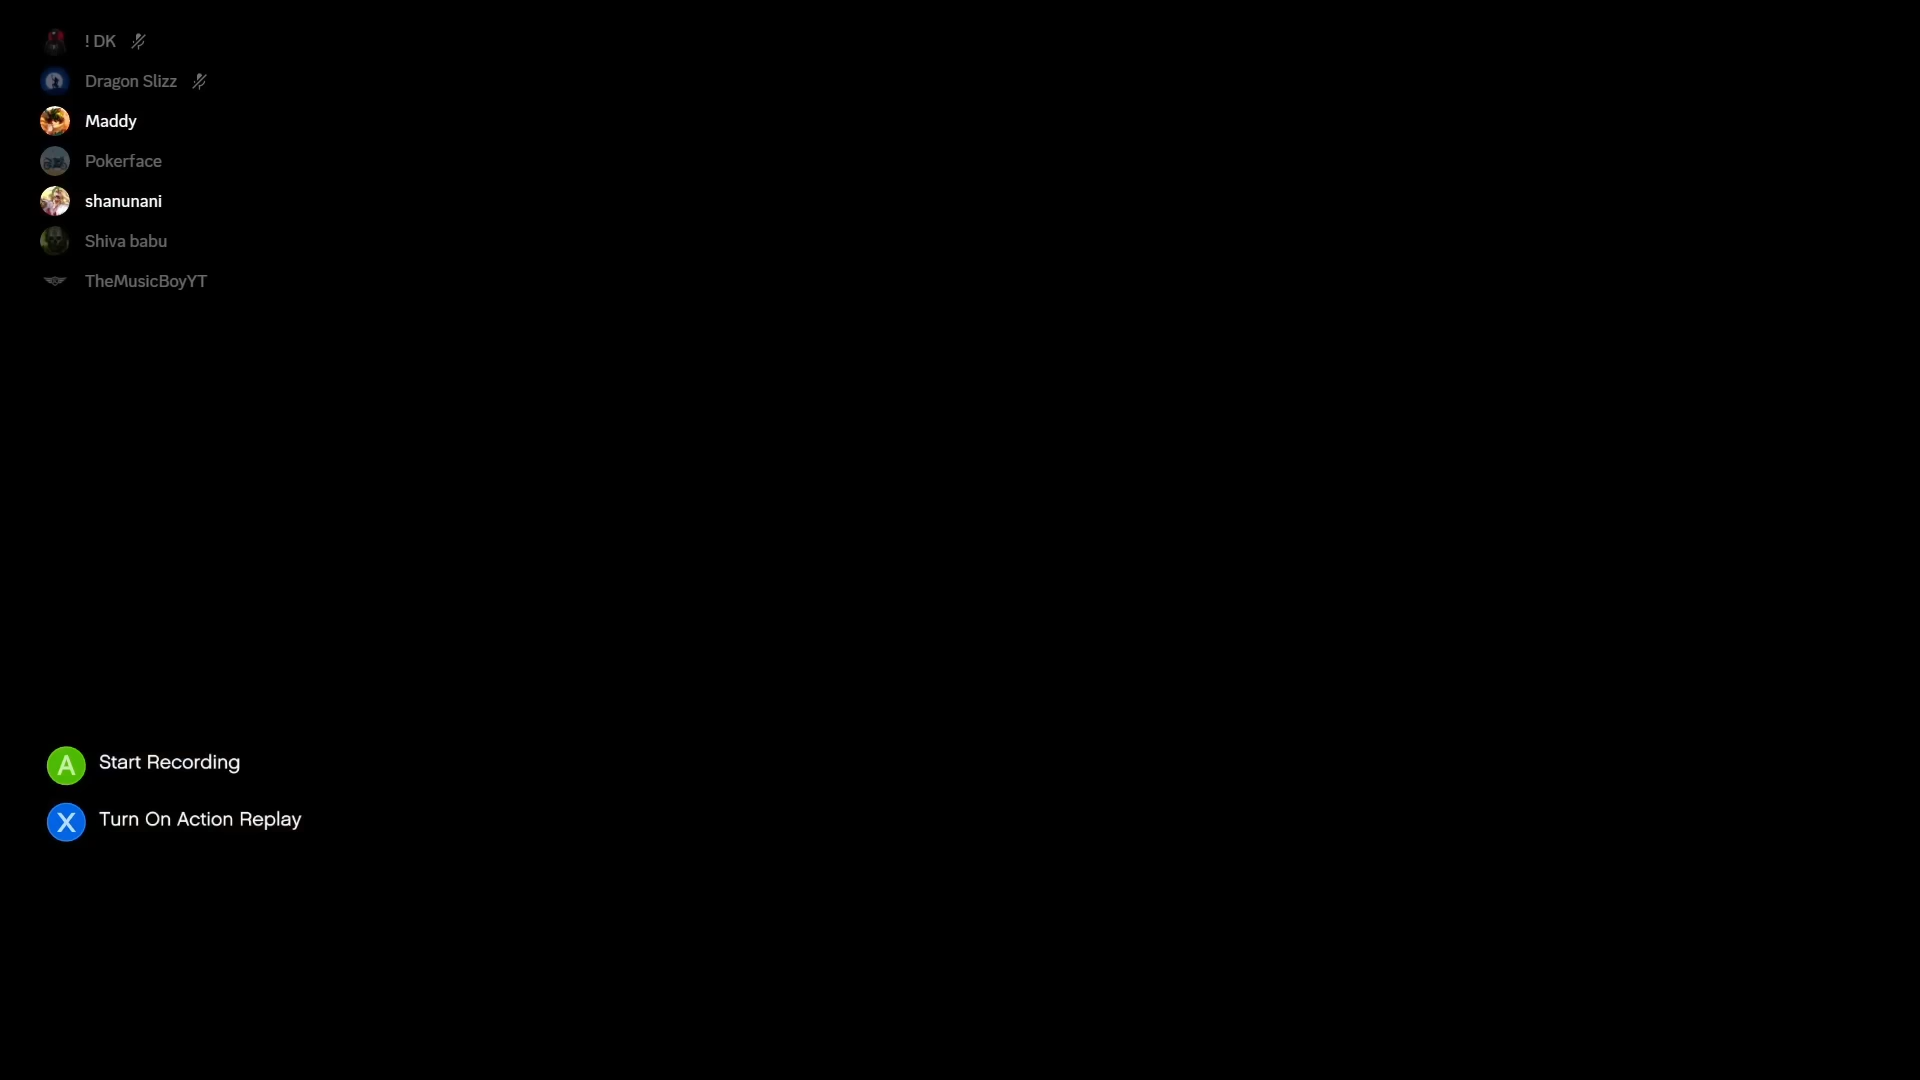 ! DK
Dragon Slizz
Maddy
Pokerface
shanunani
Shiva babu
TheMusicBoyYT
A Start Recording
X Turn On Action Replay